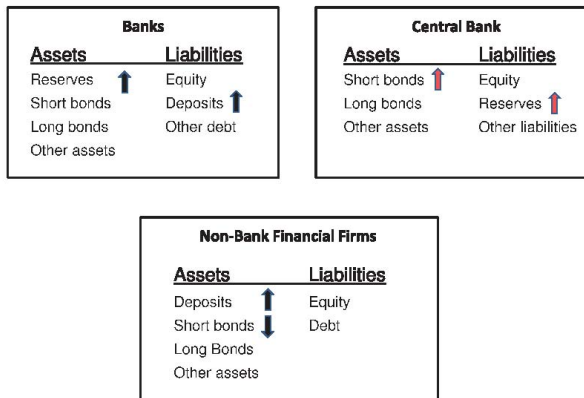 Banks
Assets Liabilities
Reserves Equity
Short bonds Deposits
Long bonds Other debt
Other assets
Central Bank
Assets Liabilities
Short bonds Equity
Long bonds Reserves
Other assets Other liabilities
Non-Bank Financial Firms
Assets Liabilities
Deposits Equity
Short bonds Debt
Long Bonds
Other assets